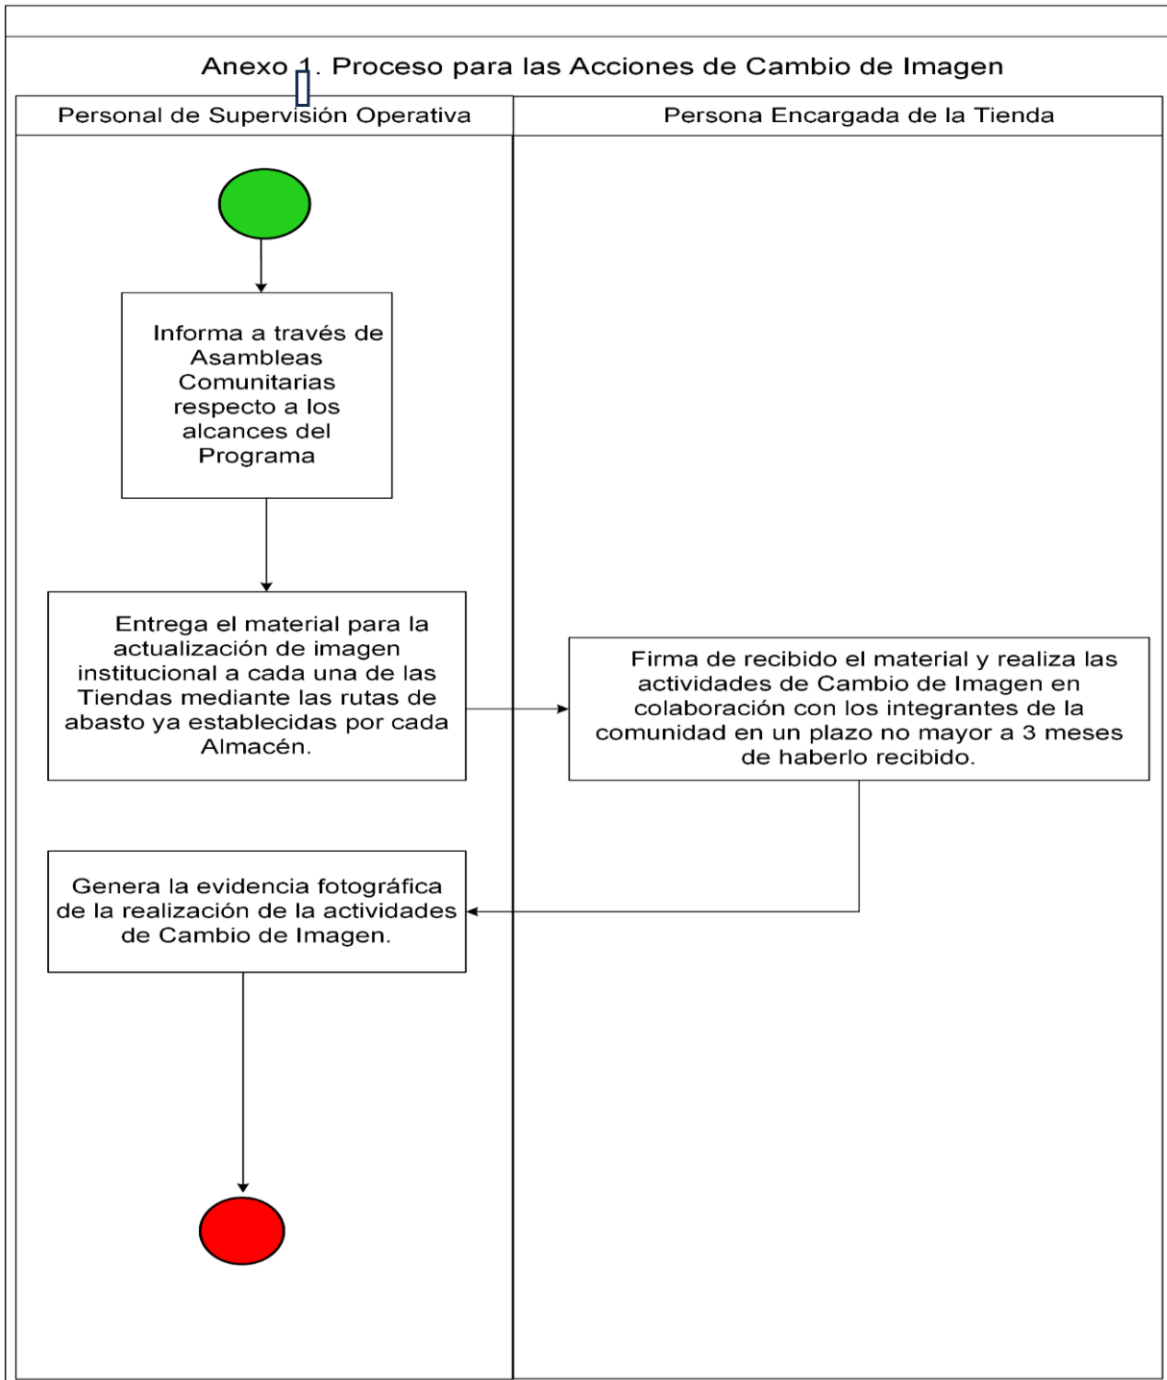 Anexo 1. Proceso para las Acciones de Cambio de Imagen
Personal de Supervisión Operativa
Persona Encargada de la Tienda
Informa a través de
Asambleas
Comunitarias
respecto a los
alcances del
Programa
Entrega el material para la
actualización de imagen
institucional a cada una de las
Tiendas mediante las rutas de
abasto ya establecidas por cada
Almacén.
Firma de recibido el material y realiza las
actividades de Cambio de Imagen en
colaboración con los integrantes de la
comunidad en un plazo no mayor a 3 meses
de haberlo recibido.
Genera la evidencia fotográfica
de la realización de la actividades
de Cambio de Imagen.